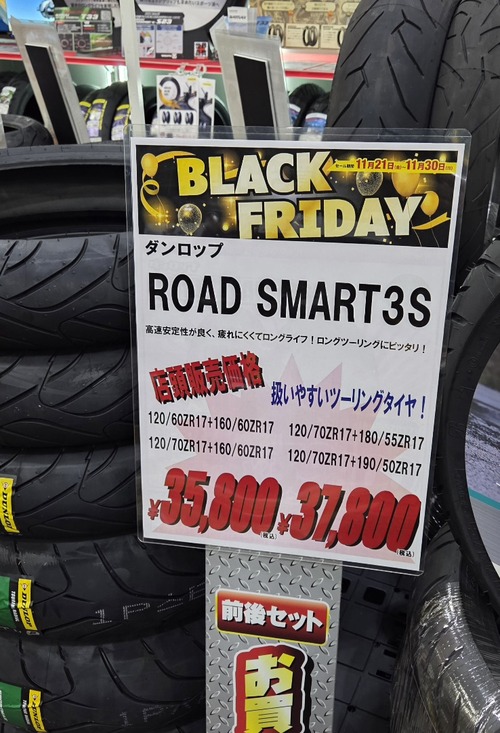 BLACK
セール期間 11月21日(金)~11月30日(日)
FRIDAY
ダンロップ
ROAD SMART3S
高速安定性が良く、疲れにくくてロングライフ!ロングツーリングにピッタリ!
店頭販売価格
扱いやすいツーリングタイヤ!
120/60ZR17+160/60ZR17
120/70ZR17+160/60ZR17
120/70ZR17+180/55ZR17
120/70ZR17+190/50ZR17
¥35,800(税込)
¥37,800(税込)
前後セット
お買
DUNLOP
DUNLOP
DUNLOP